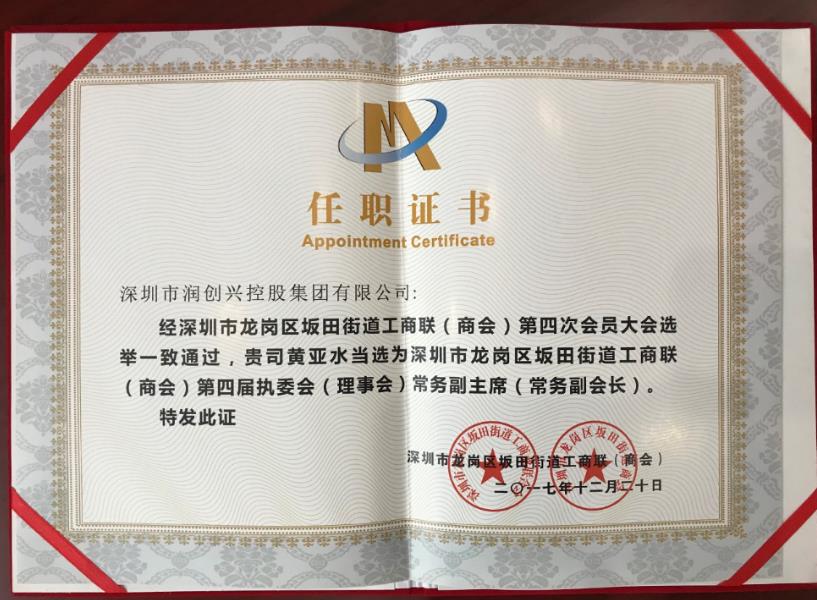 任职证书
Appointment Certificate
深圳市润创兴控股集团有限公司:
经深圳市龙岗区坂田街道工商联（商会）第四次会员大会选
举一致通过，贵司黄亚水当选为深圳市龙岗区坂田街道工商联
（商会）第四届执委会（理事会）常务副主席（常务副会长）。
特发此证
深圳市龙岗区坂田街道工商联（商会）
二〇一七年十二月二十日